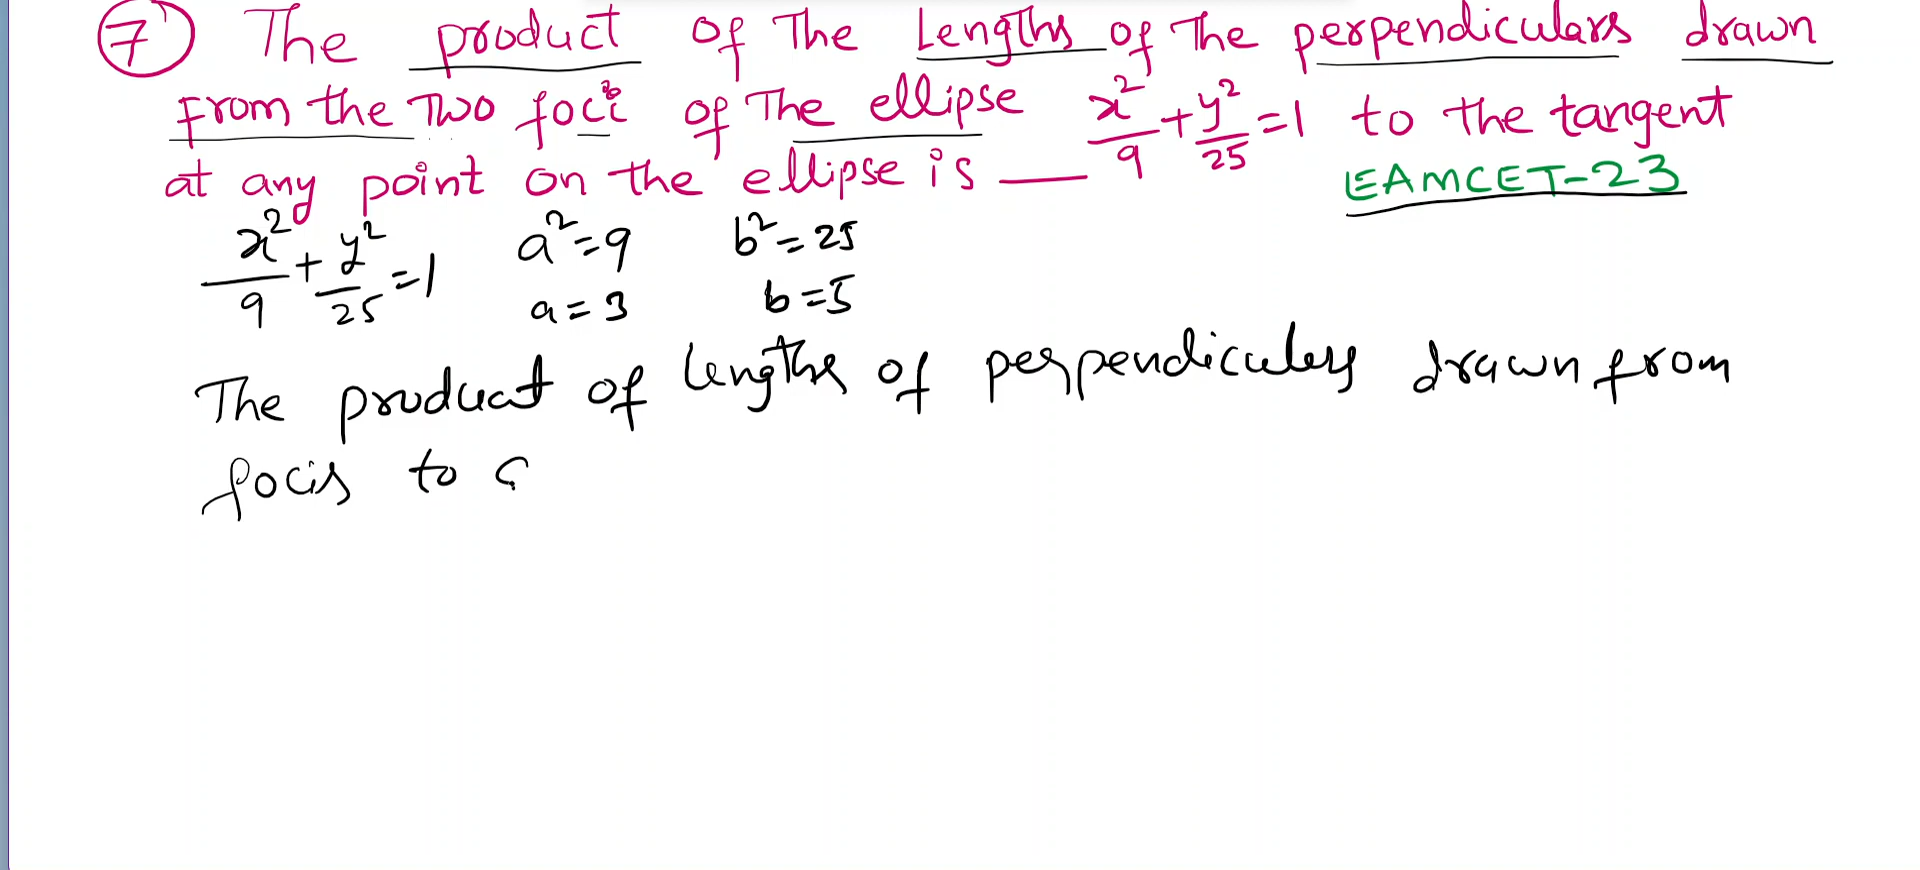 7) The product of The Lengths of The perpendiculars drawn
From the Two foci of The ellipse x²/9 + y²/25 = 1 to the tangent
at any point on the ellipse is ___
EAMCET-23
x²/9 + y²/25 = 1 a² = 9 b² = 25
a = 3 b = 5
The product of lengths of perpendiculars drawn from
focis to